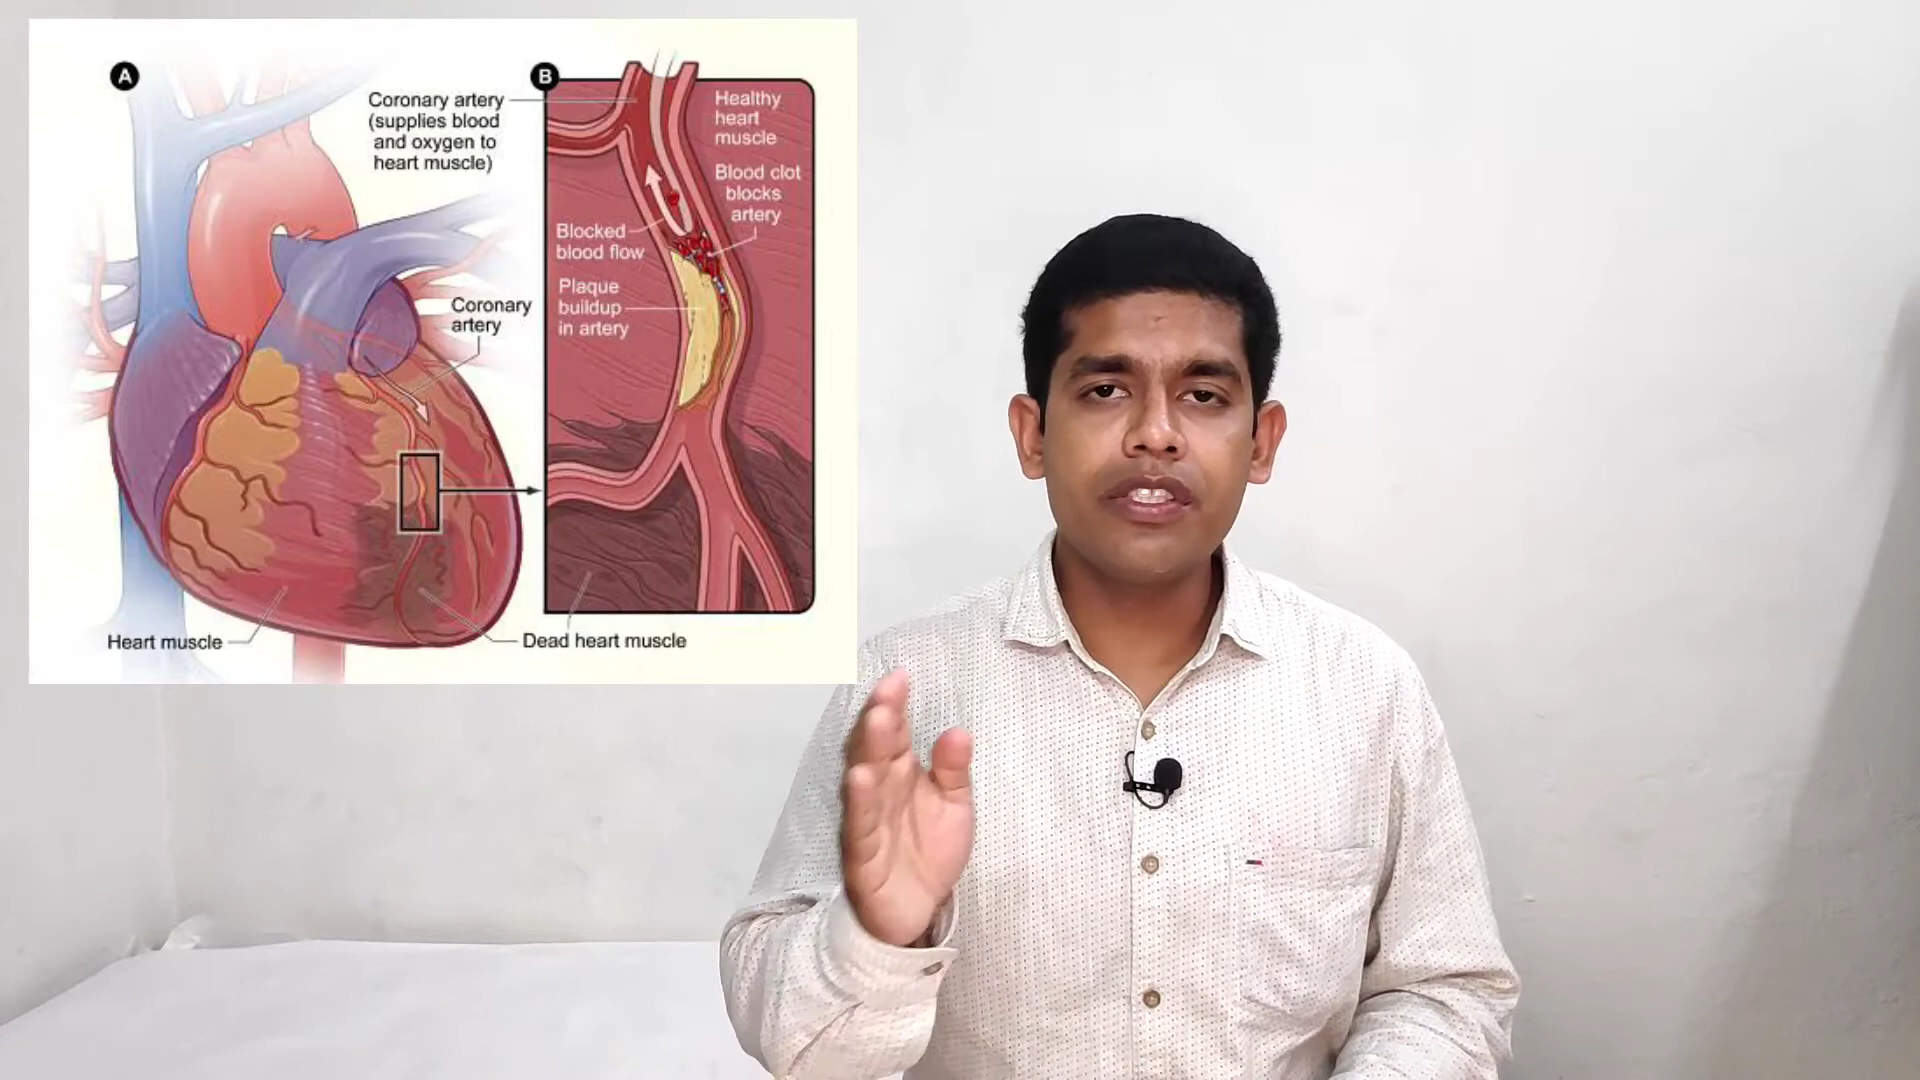 A
B
Coronary artery
(supplies blood
and oxygen to
heart muscle)
Healthy
heart
muscle
Blood clot
blocks
artery
Blocked
blood flow
Plaque
buildup
in artery
Coronary
artery
Heart muscle
Dead heart muscle